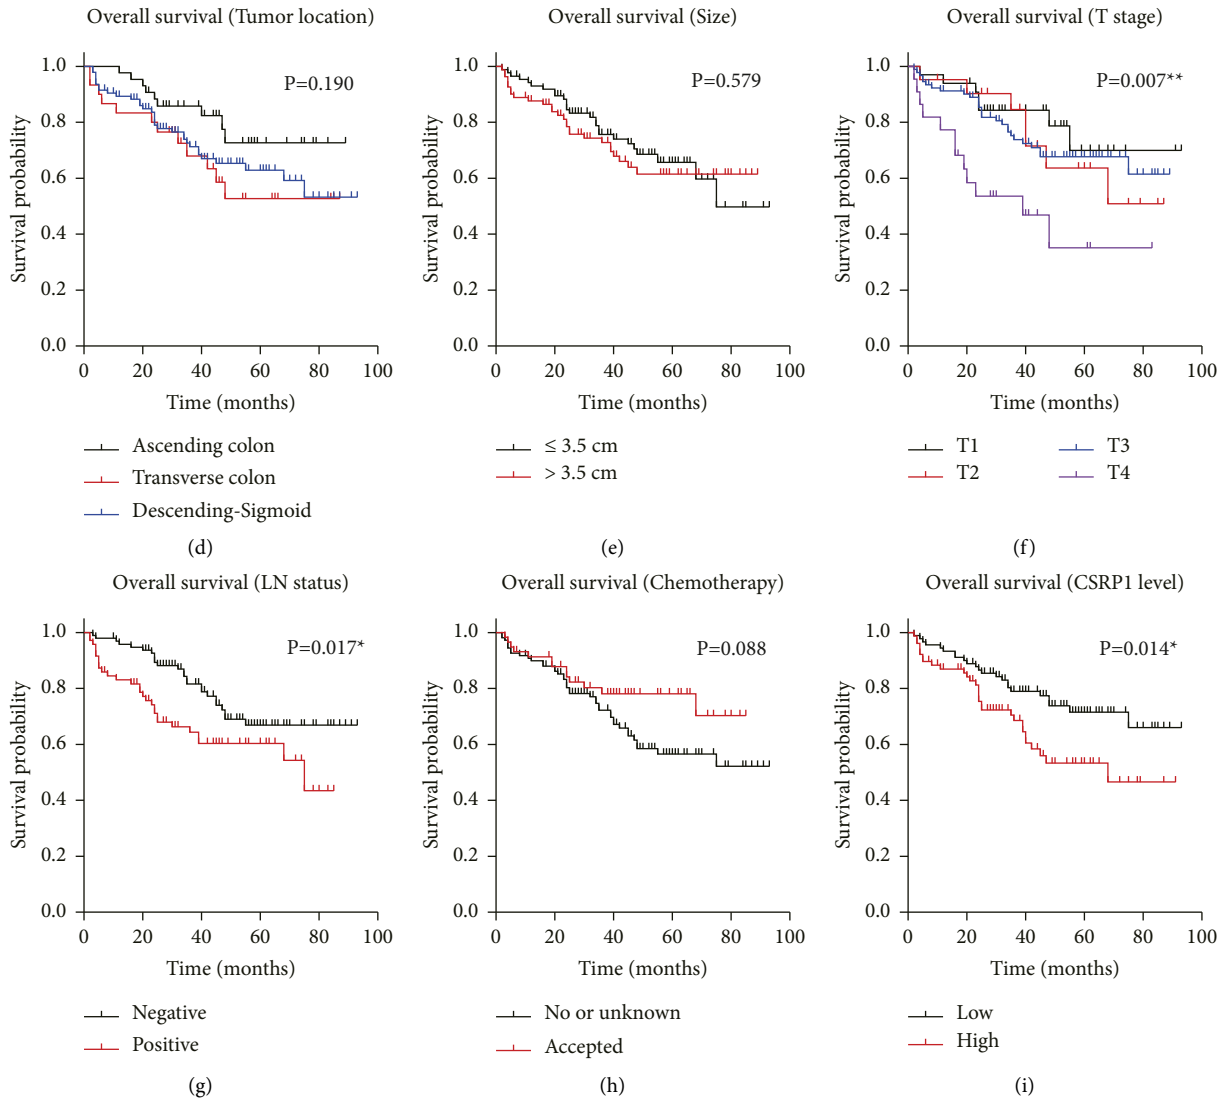 Overall survival (Tumor location)
P=0.190
Survival probability
1.0
0.8
0.6
0.4
0.2
0.0
0 20 40 60 80 100
Time (months)
Ascending colon
Transverse colon
Descending-Sigmoid
(d)
Overall survival (Size)
P=0.579
Survival probability
1.0
0.8
0.6
0.4
0.2
0.0
0 20 40 60 80 100
Time (months)
≤ 3.5 cm
> 3.5 cm
(e)
Overall survival (T stage)
P=0.007**
Survival probability
1.0
0.8
0.6
0.4
0.2
0.0
0 20 40 60 80 100
Time (months)
T1 T3
T2 T4
(f)
Overall survival (LN status)
P=0.017*
Survival probability
1.0
0.8
0.6
0.4
0.2
0.0
0 20 40 60 80 100
Time (months)
Negative
Positive
(g)
Overall survival (Chemotherapy)
P=0.088
Survival probability
1.0
0.8
0.6
0.4
0.2
0.0
0 20 40 60 80 100
Time (months)
No or unknown
Accepted
(h)
Overall survival (CSRP1 level)
P=0.014*
Survival probability
1.0
0.8
0.6
0.4
0.2
0.0
0 20 40 60 80 100
Time (months)
Low
High
(i)